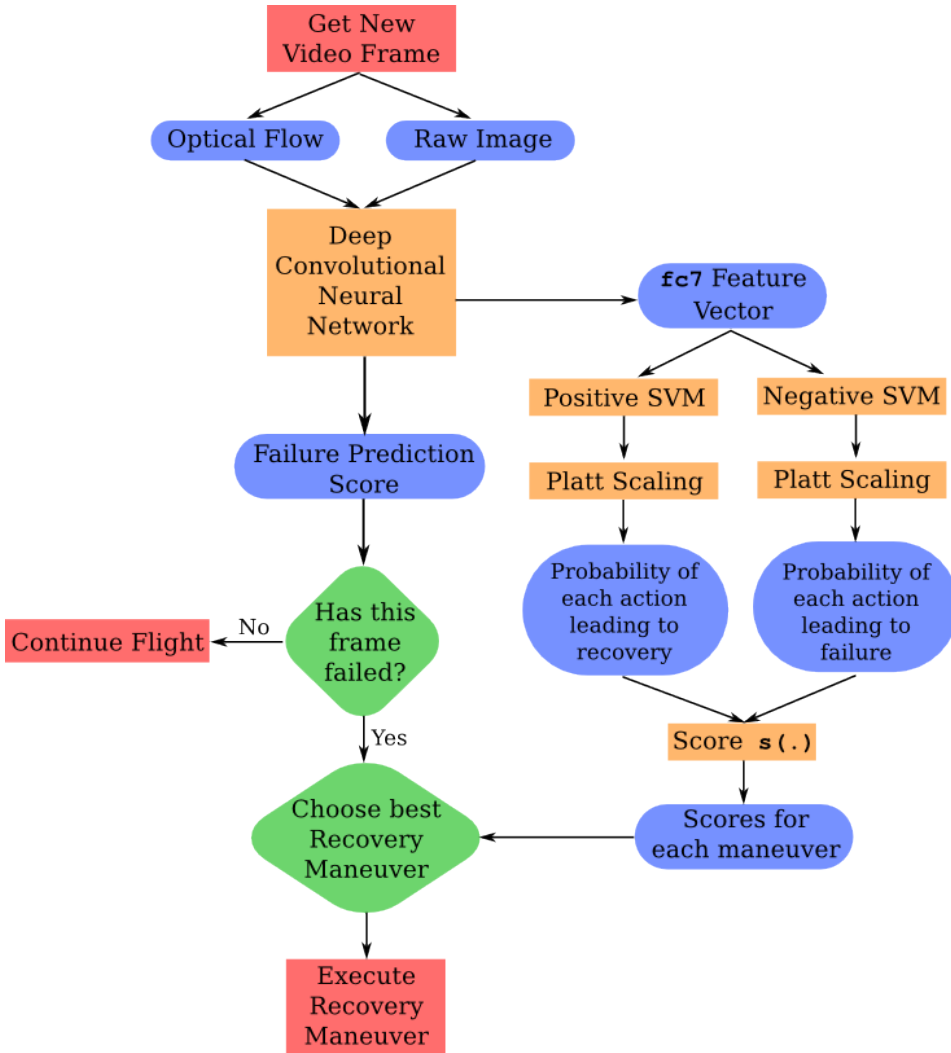 Get New
Video Frame
Optical Flow
Raw Image
Deep
Convolutional
Neural
Network
fc7 Feature
Vector
Positive SVM
Negative SVM
Failure Prediction
Score
Platt Scaling
Platt Scaling
Probability of
each action
leading to
recovery
Probability of
each action
leading to
failure
Has this
frame
failed?
No
Continue Flight
Yes
Score s(.)
Choose best
Recovery
Maneuver
Scores for
each maneuver
Execute
Recovery
Maneuver